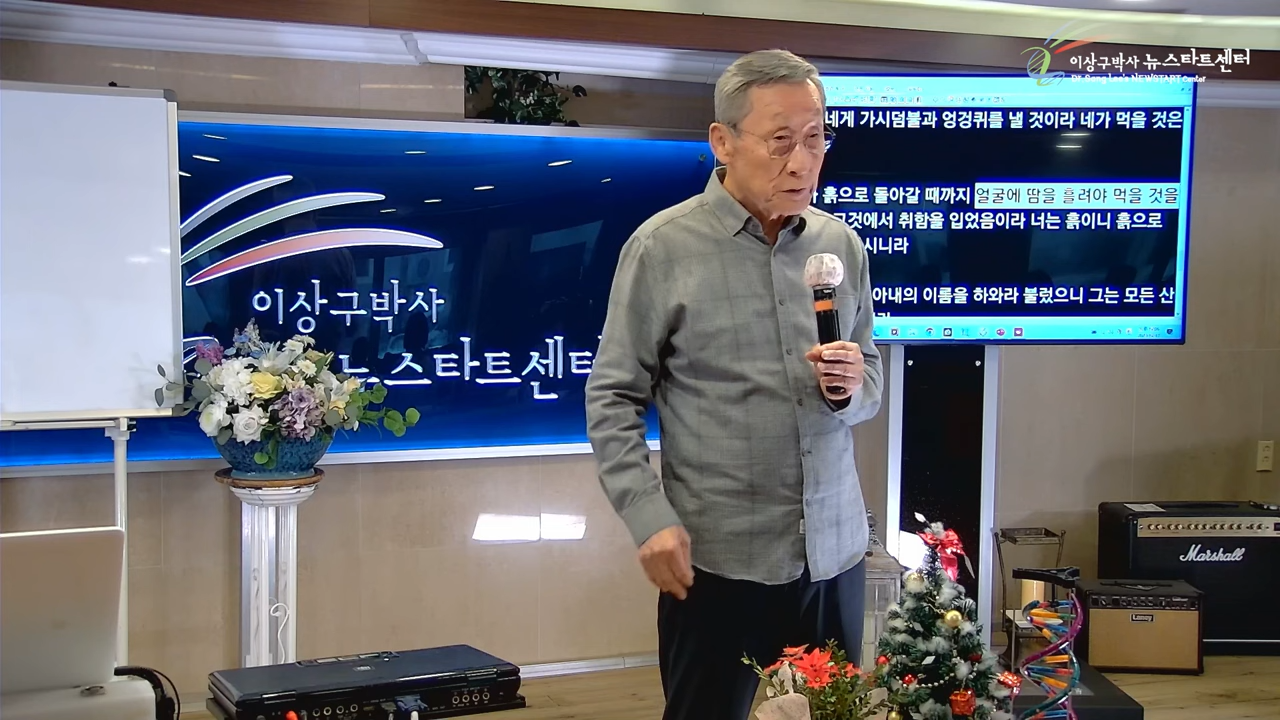 이상구박사 뉴스타트센터
Dr. Sang Lee's NEWSTART Center
네게 가시덤불과 엉겅퀴를 낼 것이라 네가 먹을 것은
흙으로 돌아갈 때까지 얼굴에 땀을 흘려야 먹을 것을
그것에서 취함을 입었음이라 너는 흙이니 흙으로
시니라
아내의 이름을 하와라 불렀으니 그는 모든 산
이상구박사
뉴스타트센터
Marshall
Laney